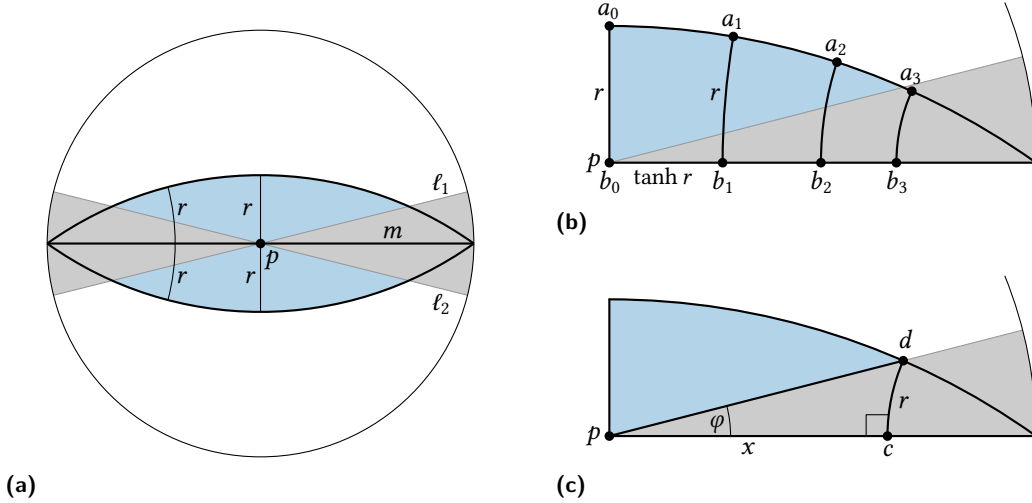 ℓ₁
r
r
m
p
r
r
ℓ₂
(a)
a₀
a₁
a₂
a₃
r
r
p
b₀
tanh r
b₁
b₂
b₃
(b)
d
r
φ
p
x
c
(c)